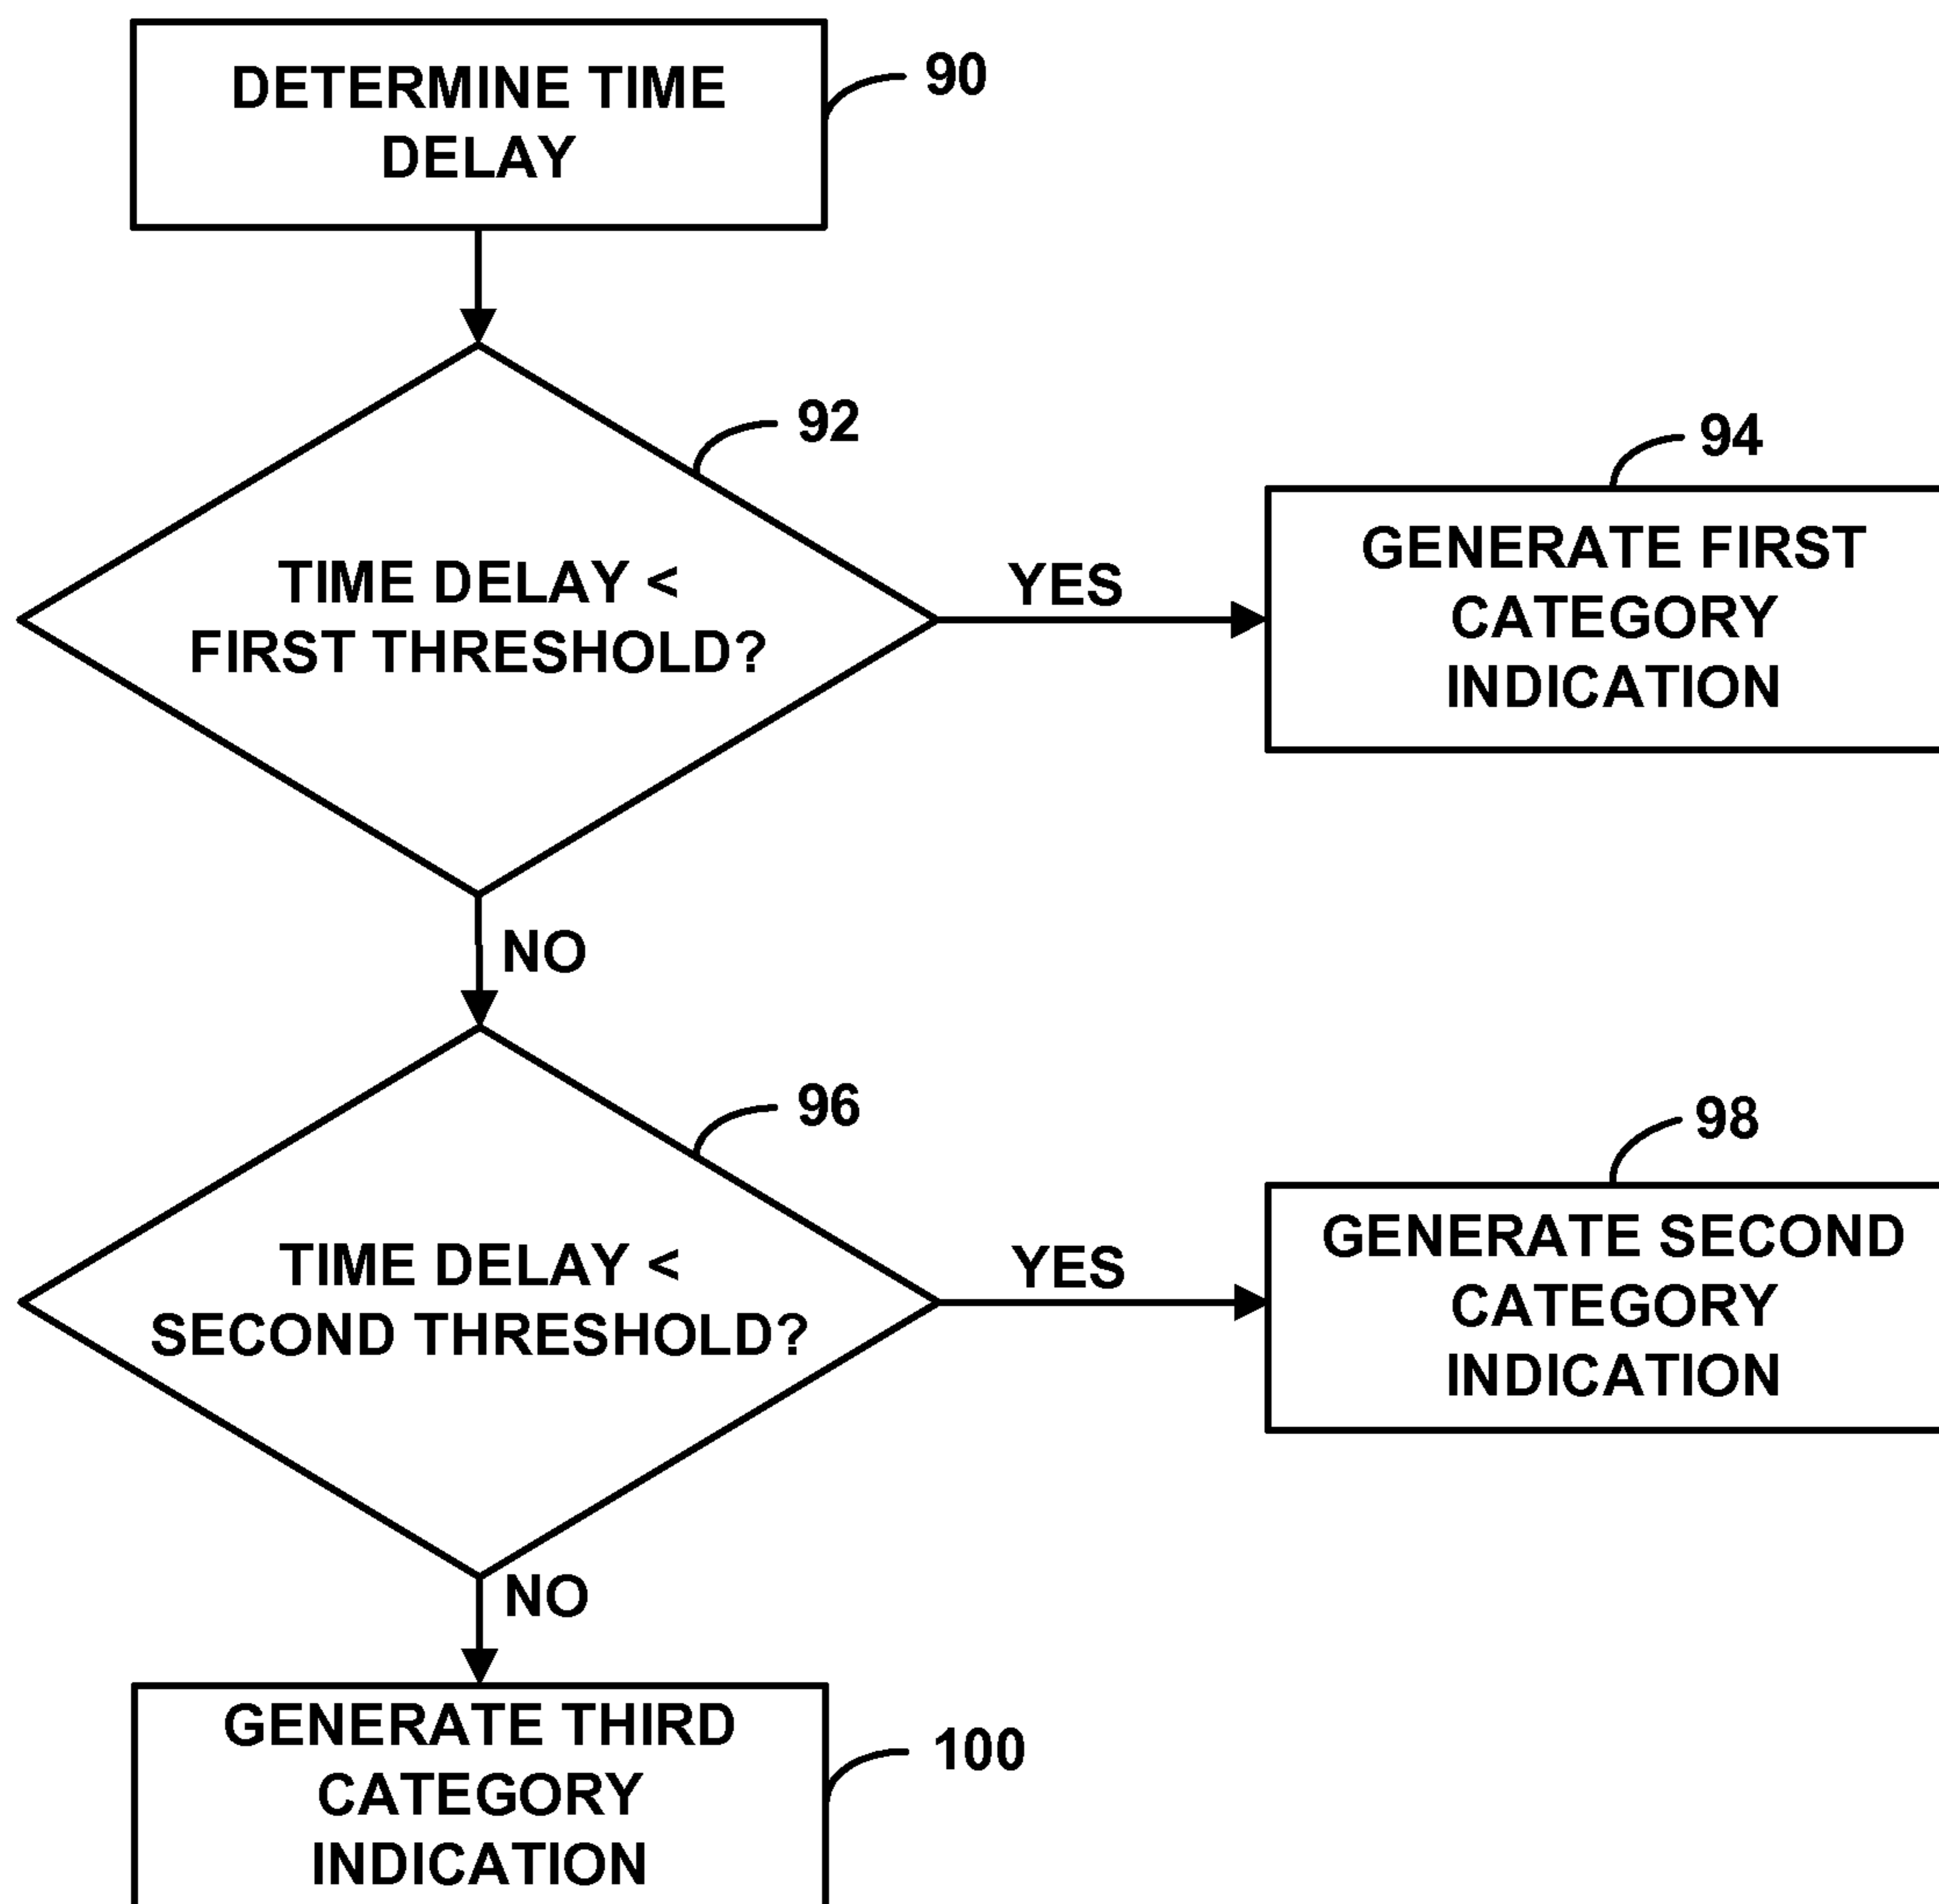 DETERMINE TIME
DELAY
90
92
TIME DELAY <
FIRST THRESHOLD?
YES
94
GENERATE FIRST
CATEGORY
INDICATION
NO
96
TIME DELAY <
SECOND THRESHOLD?
YES
98
GENERATE SECOND
CATEGORY
INDICATION
NO
GENERATE THIRD
CATEGORY
INDICATION
100